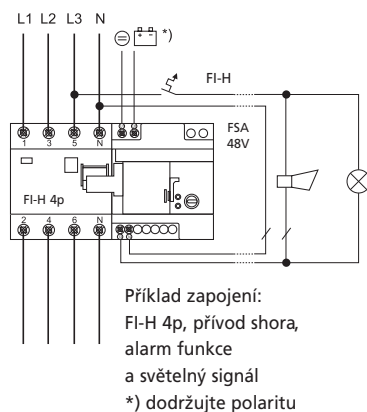 L1 L2 L3 N
*)
FI-H
FSA
48V
1 3 5 N
FI-H 4p
2 4 6 N
Příklad zapojení:
FI-H 4p, přívod shora,
alarm funkce
a světelný signál
*) dodržujte polaritu